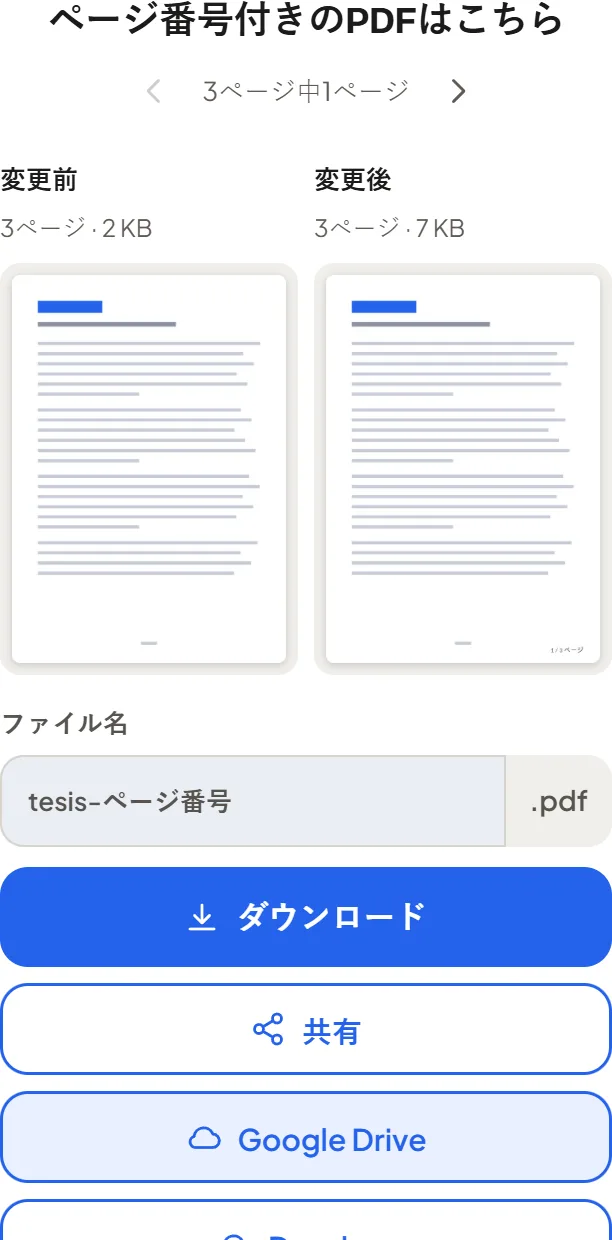 ページ番号付きのPDFはこちら
3ページ中1ページ
変更前
変更後
3ページ · 2 KB
3ページ · 7 KB
1/3ページ
ファイル名
tesis-ページ番号
.pdf
ダウンロード
共有
Google Drive